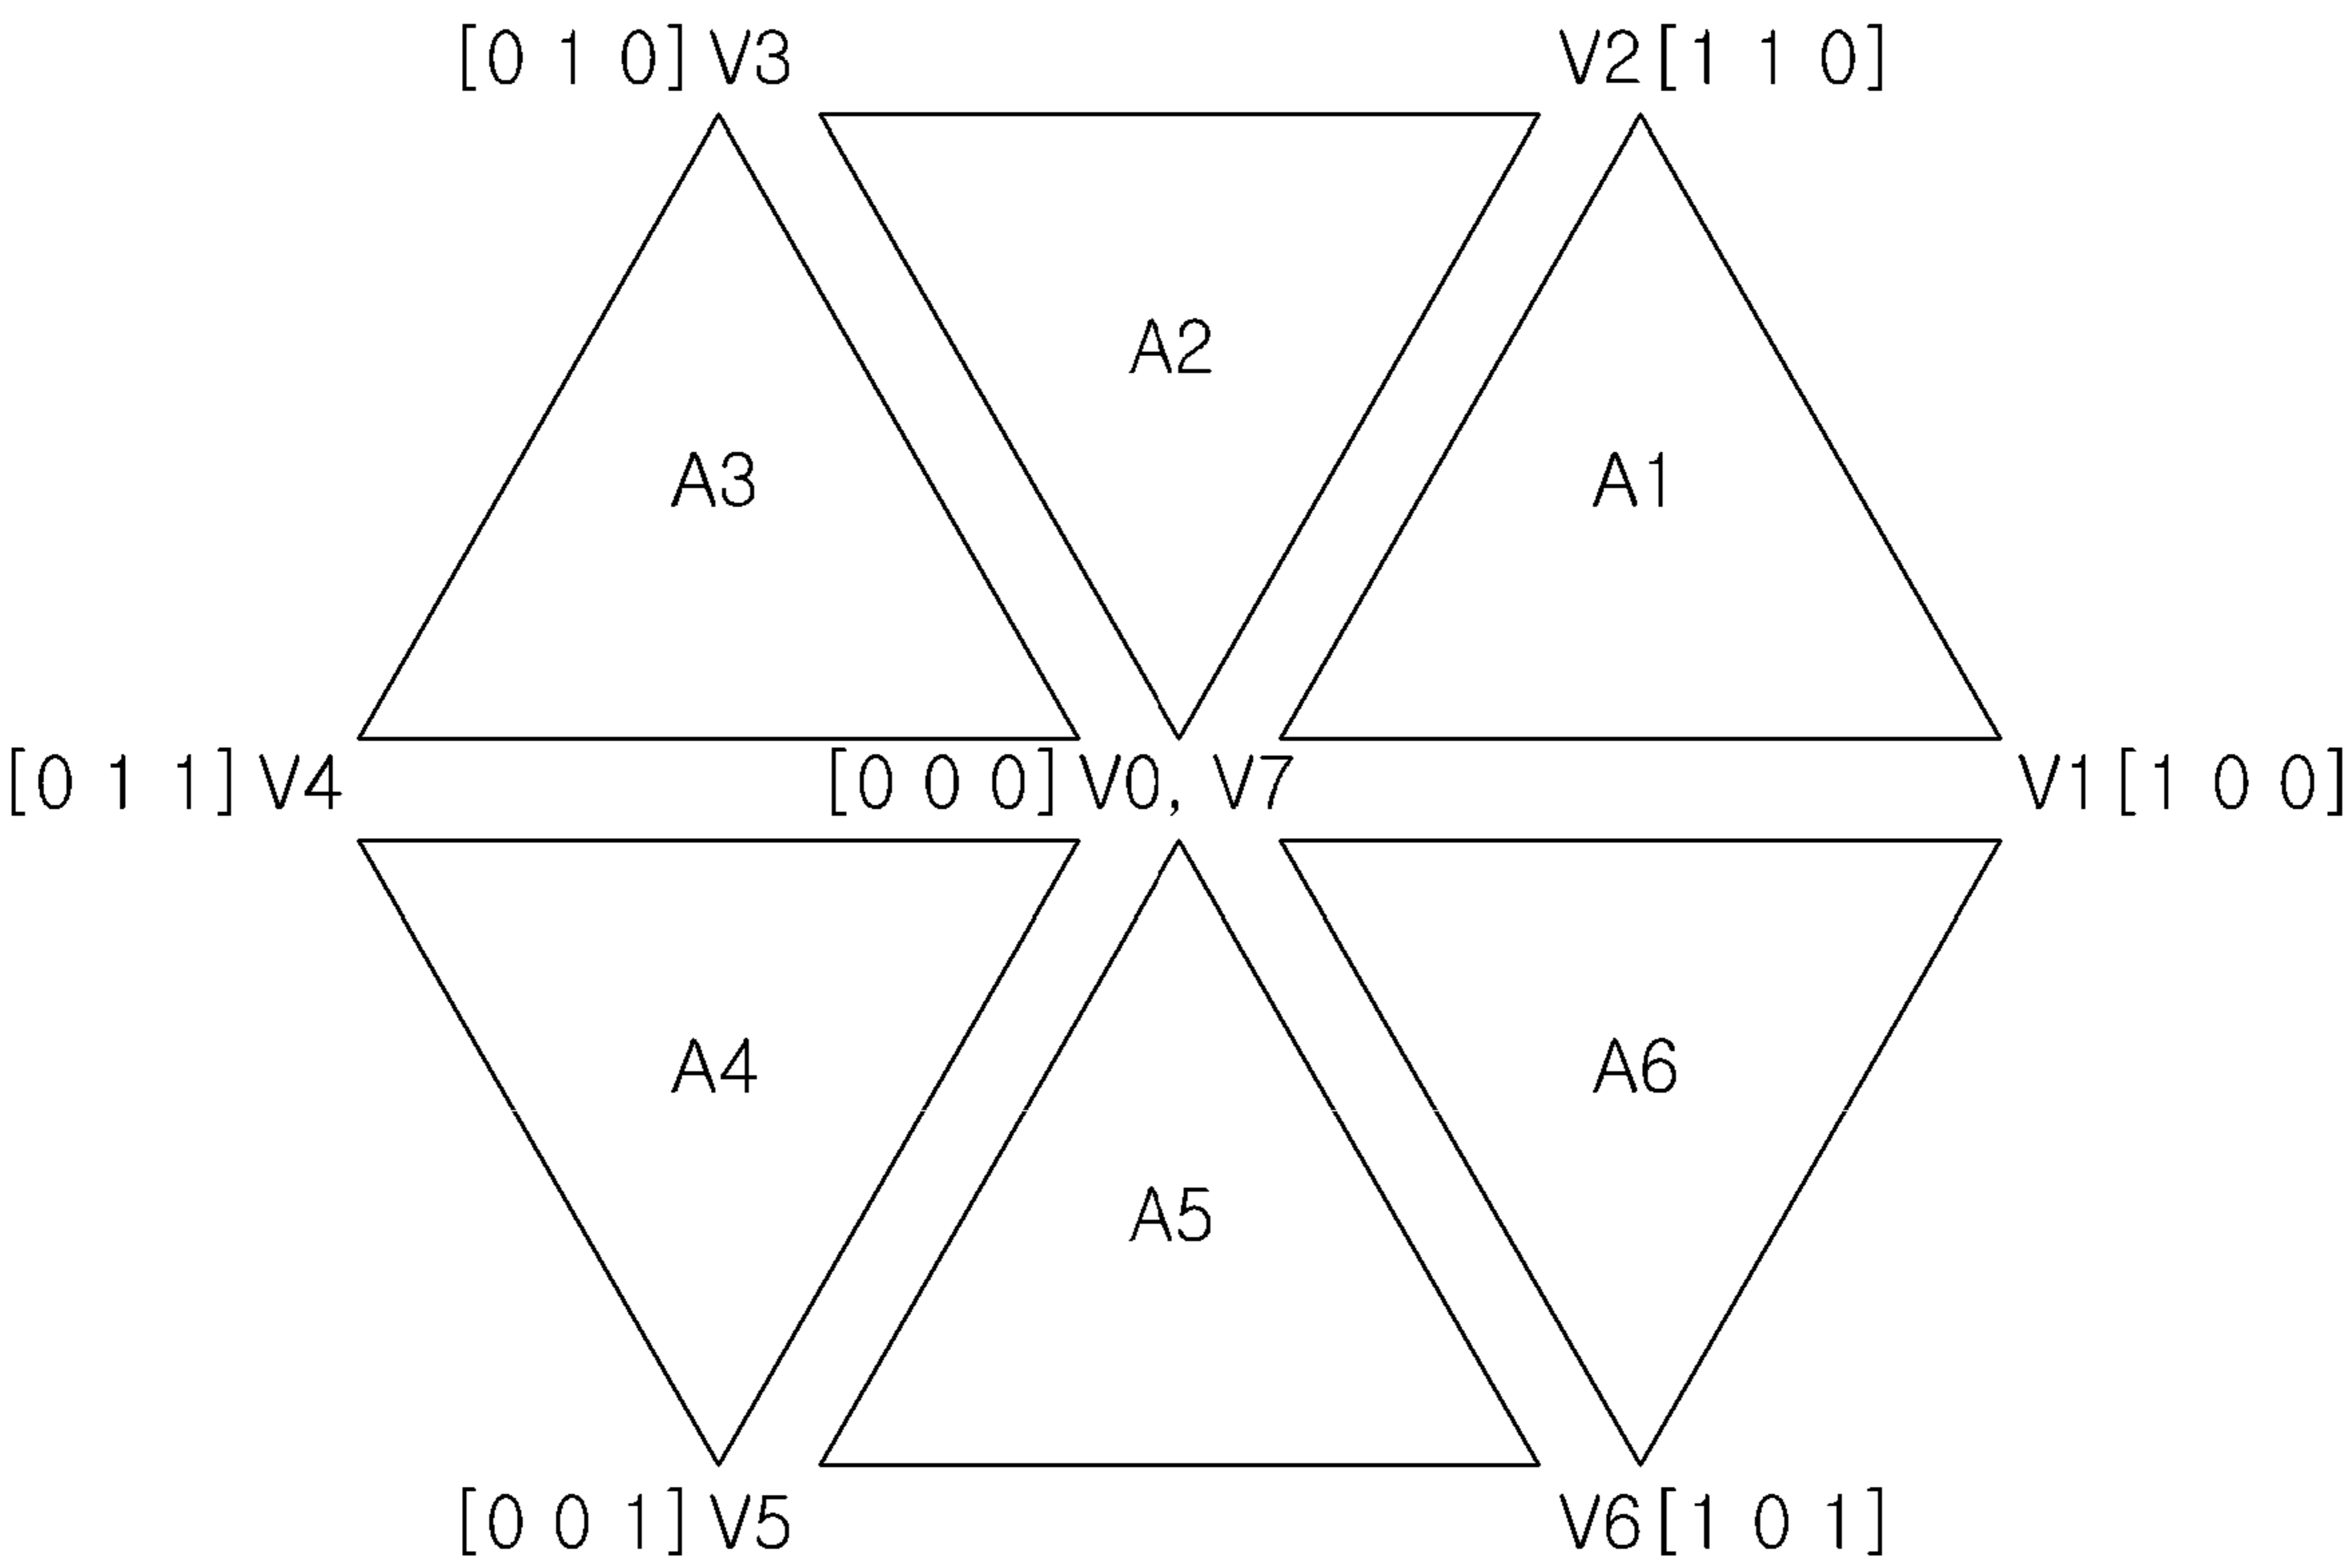 [0 1 0]V3 V2[1 1 0]
A2
A3 A1
[0 1 1]V4 [0 0 0]V0, V7 V1[1 0 0]
A4 A6
A5
[0 0 1]V5 V6[1 0 1]